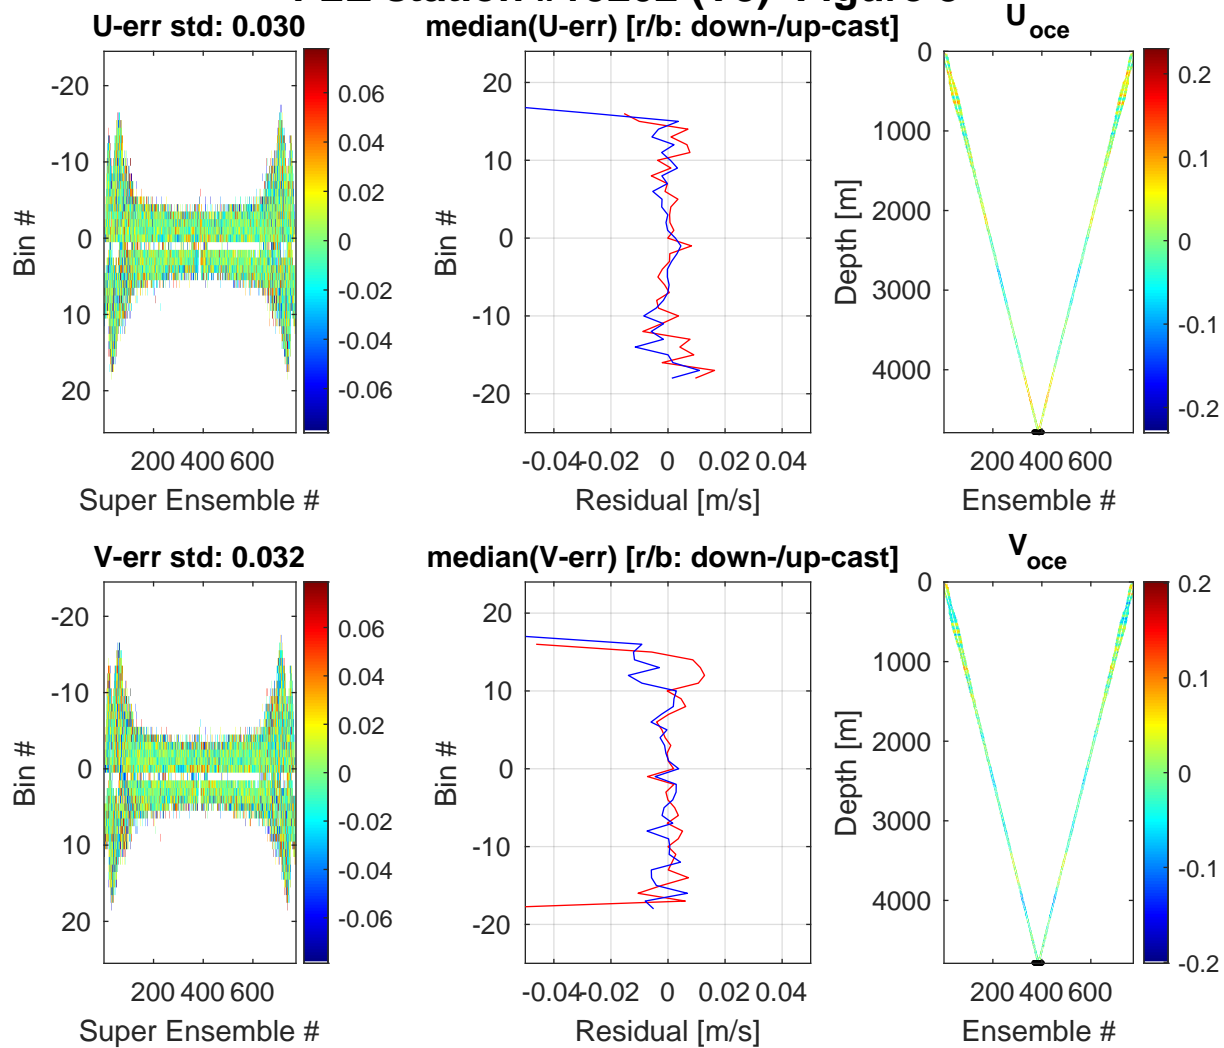 U-err std: 0.030
median(U-err) [r/b: down-/up-cast]
U oce
-20
-10
0
10
20
Bin #
200 400 600
Super Ensemble #
0.06
0.04
0.02
0
-0.02
-0.04
-0.06
20
10
0
-10
-20
Bin #
-0.04 -0.02 0 0.02 0.04
Residual [m/s]
0
1000
2000
3000
4000
Depth [m]
200 400 600
Ensemble #
0.2
0.1
0
-0.1
-0.2
V-err std: 0.032
median(V-err) [r/b: down-/up-cast]
V oce
-20
-10
0
10
20
Bin #
200 400 600
Super Ensemble #
0.06
0.04
0.02
0
-0.02
-0.04
-0.06
20
10
0
-10
-20
Bin #
-0.04 -0.02 0 0.02 0.04
Residual [m/s]
0
1000
2000
3000
4000
Depth [m]
200 400 600
Ensemble #
0.2
0.1
0
-0.1
-0.2